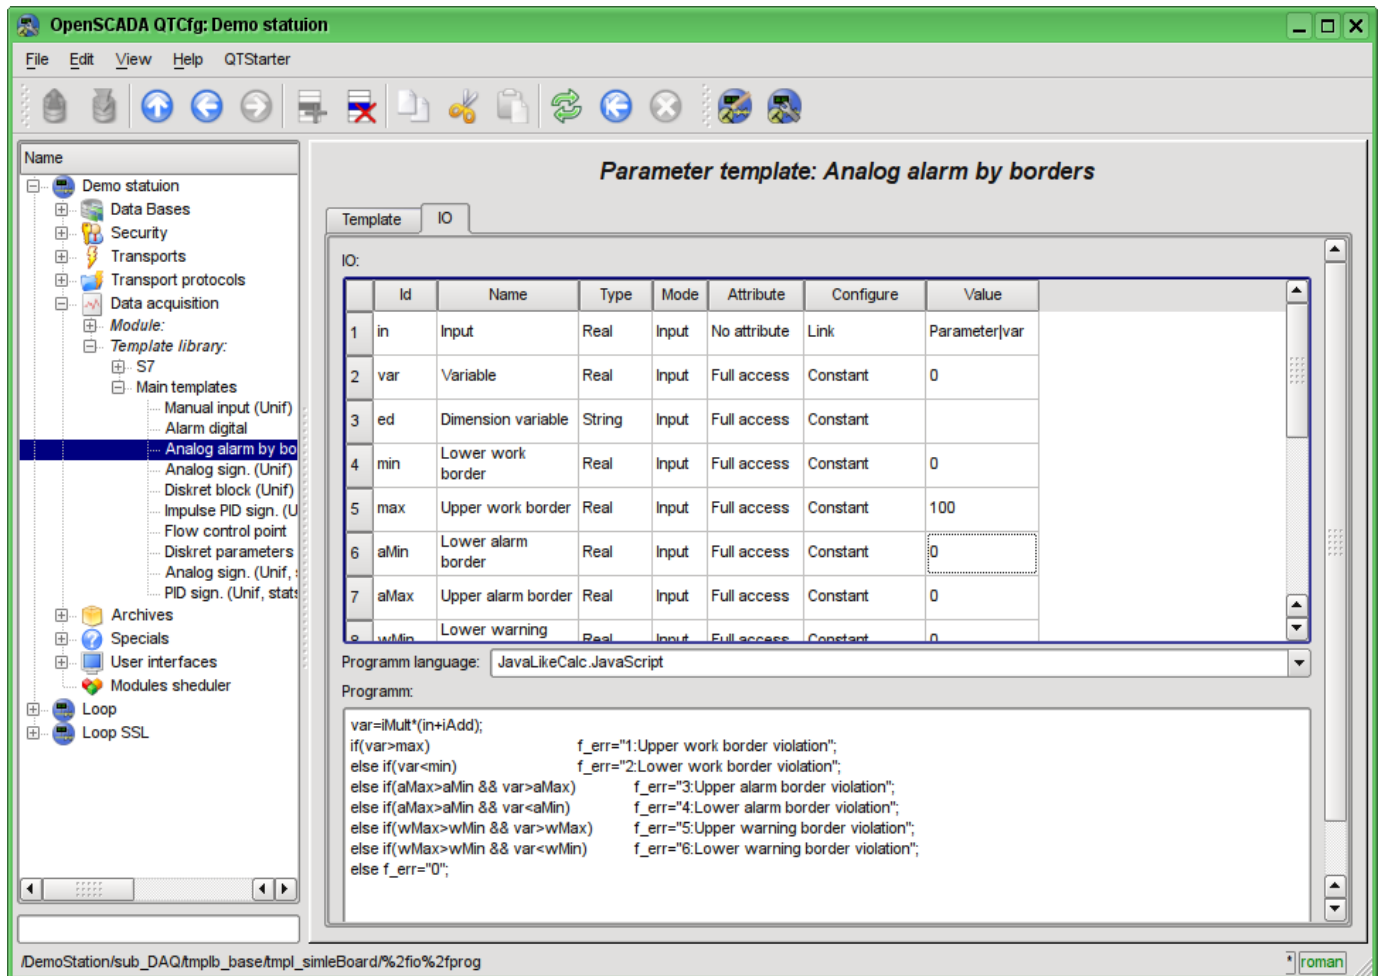 OpenSCADA QTCfg: Demo statuion
File Edit View Help QTStarter
Name
Demo statuion
Data Bases
Security
Transports
Transport protocols
Data acquisition
Module:
Template library:
S7
Main templates
Manual input (Unif)
Alarm digital
Analog alarm by bo
Analog sign. (Unif)
Diskret block (Unif)
Impulse PID sign. (U
Flow control point
Diskret parameters
Analog sign. (Unif, s
PID sign. (Unif, stats
Archives
Specials
User interfaces
Modules sheduler
Loop
Loop SSL
Parameter template: Analog alarm by borders
Template IO
IO:
Id Name Type Mode Attribute Configure Value
1 in Input Real Input No attribute Link Parameter|var
2 var Variable Real Input Full access Constant 0
3 ed Dimension variable String Input Full access Constant
4 min Lower work border Real Input Full access Constant 0
5 max Upper work border Real Input Full access Constant 100
6 aMin Lower alarm border Real Input Full access Constant 0
7 aMax Upper alarm border Real Input Full access Constant 0
8 wMin Lower warning Real Input Full access Constant 0
Programm language: JavaLikeCalc.JavaScript
Programm:
var=iMult*(in+iAdd);
if(var>max) f_err="1:Upper work border violation";
else if(var<min) f_err="2:Lower work border violation";
else if(aMax>aMin && var>aMax) f_err="3:Upper alarm border violation";
else if(aMax>aMin && var<aMin) f_err="4:Lower alarm border violation";
else if(wMax>wMin && var>wMax) f_err="5:Upper warning border violation";
else if(wMax>wMin && var<wMin) f_err="6:Lower warning border violation";
else f_err="0";
/DemoStation/sub_DAQ/tmplb_base/tmpl_simleBoard/%2fio%2fprog
* roman